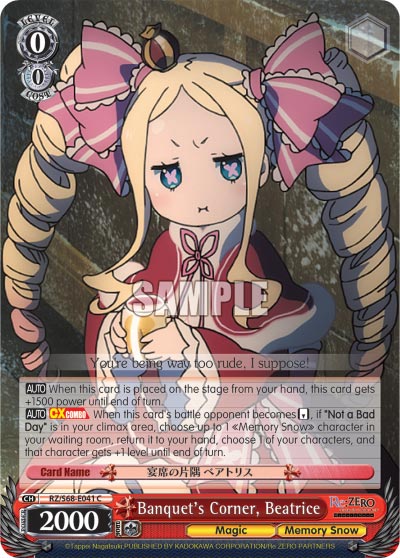 LEVEL
0
0
COST
SAMPLE
You're being way too rude, I suppose!
AUTO When this card is placed on the stage from your hand, this card gets
+1500 power until end of turn.
AUTO CXCOMBO When this card's battle opponent becomes, if "Not a Bad
Day" is in your climax area, choose up to 1 «Memory Snow» character in
your waiting room, return it to your hand, choose 1 of your characters, and
that character gets +1 level until end of turn.
Card Name 宴席の片隅 ベアトリス
CH RZ/S68-E041 C
POWER 2000 Banquet's Corner, Beatrice Re:ZERO
Magic Memory Snow
©Tappei Nagatsuki,PUBLISHED BY KADOKAWA CORPORATION/Re:ZERO PARTNERS